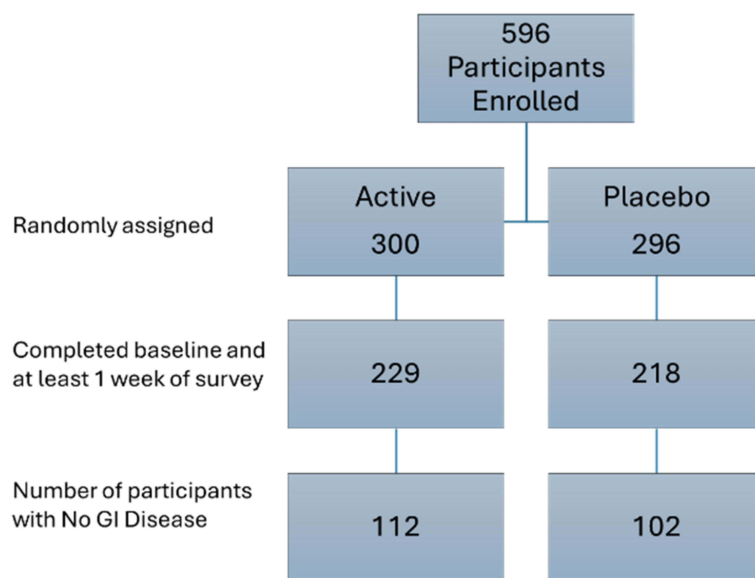 596
Participants
Enrolled
Randomly assigned
Active
300
Placebo
296
Completed baseline and
at least 1 week of survey
229
218
Number of participants
with No GI Disease
112
102